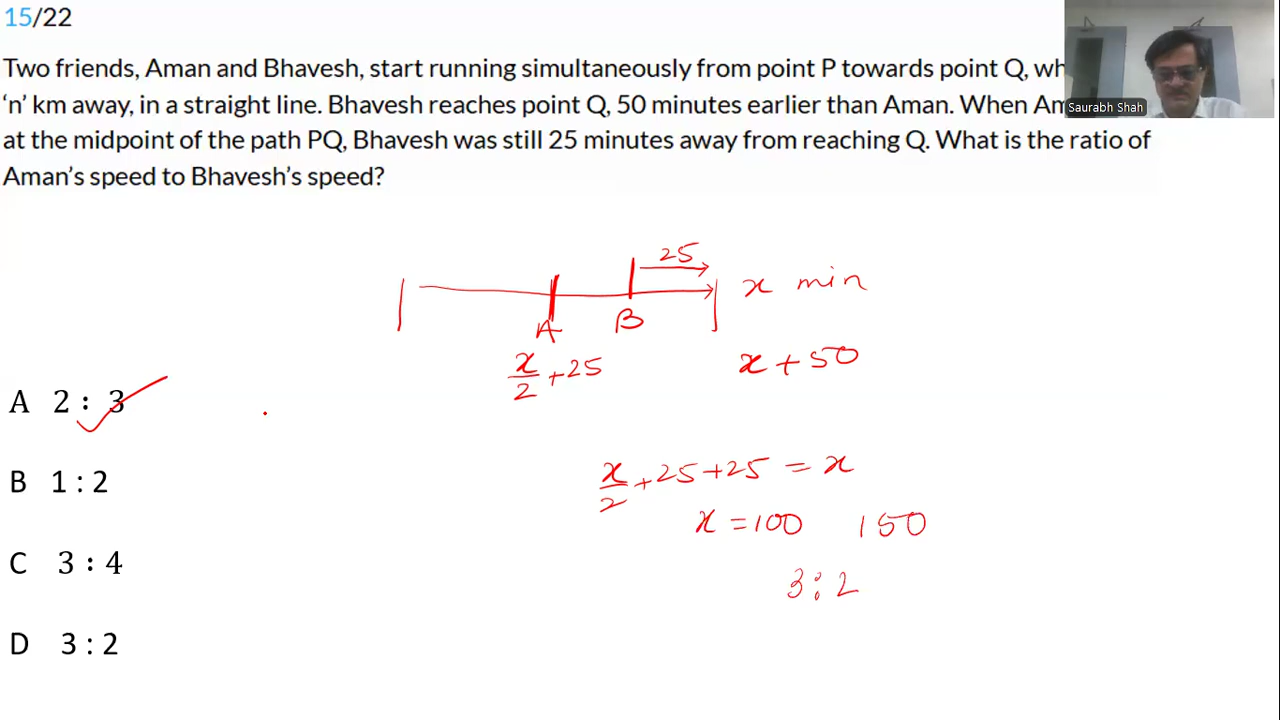 15/22
Two friends, Aman and Bhavesh, start running simultaneously from point P towards point Q,
'n' km away, in a straight line. Bhavesh reaches point Q, 50 minutes earlier than Aman. When
Saurabh Shah
at the midpoint of the path PQ, Bhavesh was still 25 minutes away from reaching Q. What is the ratio of
Aman's speed to Bhavesh's speed?
25
x min
A B
x/2 + 25
x + 50
A 2 : 3
x/2 + 25 + 25 = x
B 1 : 2
x = 100 150
C 3 : 4
3 : 2
D 3 : 2